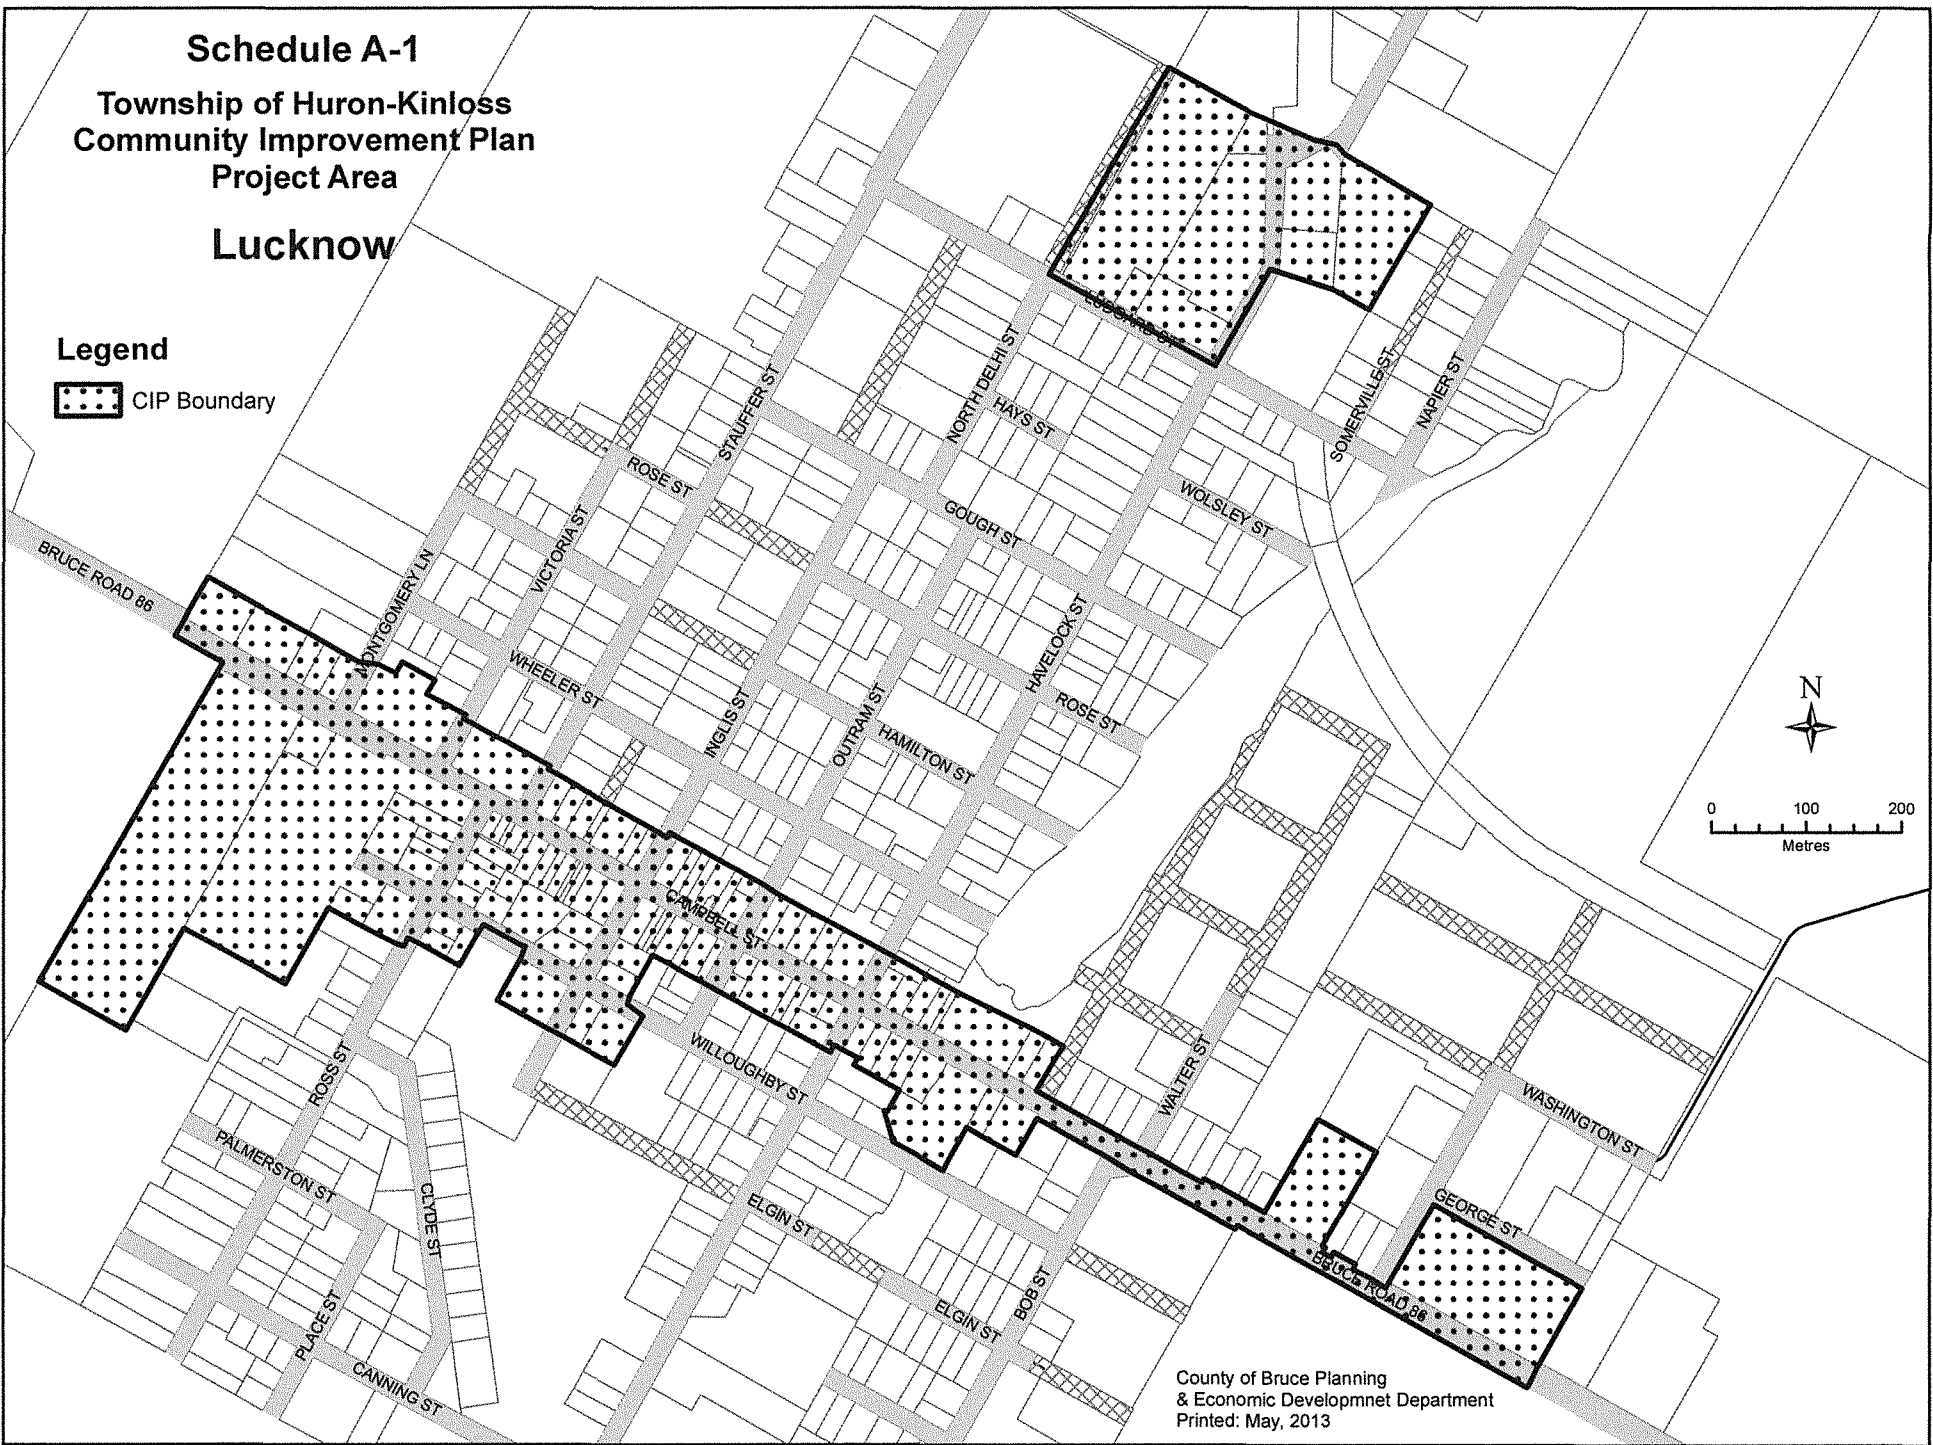 Schedule A-1
Township of Huron-Kinloss
Community Improvement Plan
Project Area
Lucknow
Legend
CIP Boundary
BRUCE ROAD 86
MONTGOMERY LN
VICTORIA ST
ROSE ST
STAUFFER ST
NORTH DELHI ST
HAYS ST
LUDGARD ST
SOMERVILLE ST
NAPIER ST
GOUGH ST
WOLSLEY ST
WHEELER ST
INGLIS ST
OUTRAM ST
HAMILTON ST
HAVELOCK ST
ROSE ST
N
0 100 200
Metres
CAMPBELL ST
WILLOUGHBY ST
ROSS ST
PALMERSTON ST
CLYDE ST
PLACE ST
CANNING ST
ELGIN ST
ELGIN ST
BOB ST
WALTER ST
WASHINGTON ST
GEORGE ST
BRUCE ROAD 86
County of Bruce Planning
& Economic Developmnet Department
Printed: May, 2013